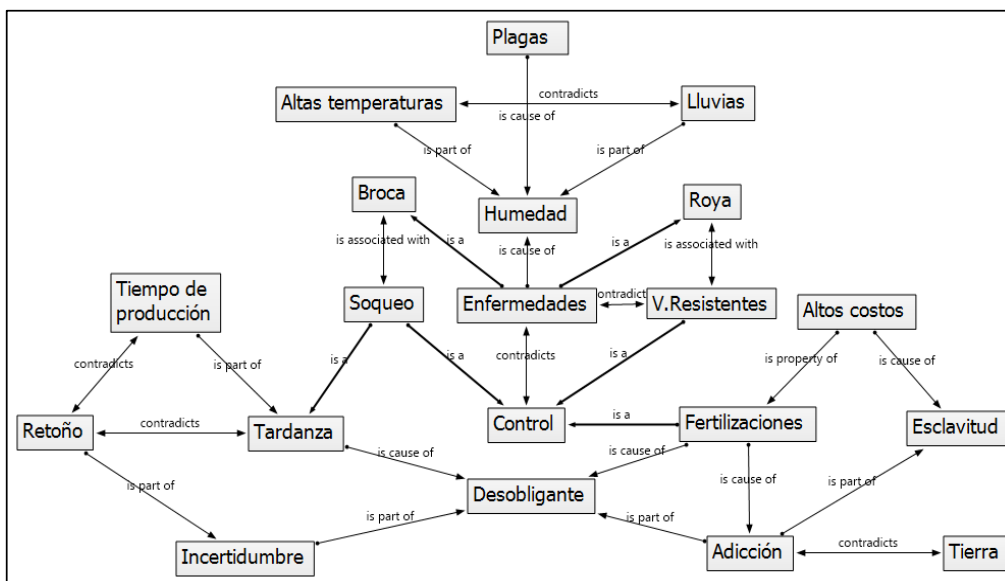 Plagas
contradicts
Altas temperaturas
Lluvias
is cause of
is part of
is part of
Broca
Roya
Humedad
is associated with
is a
is cause of
is a
is associated with
Tiempo de
producción
Soqueo
Enfermedades
ontradict
V.Resistentes
Altos costos
contradicts
is part of
is a
is a
contradicts
is a
is property of
is cause of
Retoño
contradicts
Tardanza
Control
is a
Fertilizaciones
Esclavitud
is cause of
is cause of
is part of
Desobligante
is cause of
is part of
is part of
is part of
Incertidumbre
Adicción
contradicts
Tierra